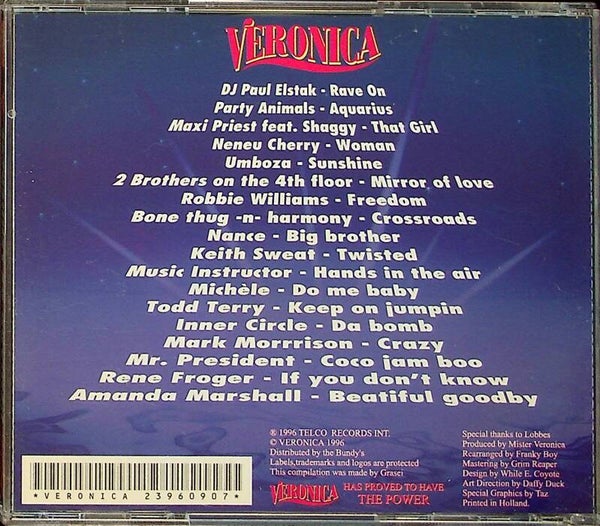 VERONICA
DJ Paul Elstak - Rave On
Party Animals - Aquarius
Maxi Priest feat. Shaggy - That Girl
Neneu Cherry - Woman
Umboza - Sunshine
2 Brothers on the 4th floor - Mirror of love
Robbie Williams - Freedom
Bone thug -n- harmony - Crossroads
Nance - Big brother
Keith Sweat - Twisted
Music Instructor - Hands in the air
Michèle - Do me baby
Todd Terry - Keep on jumpin
Inner Circle - Da bomb
Mark Morrrison - Crazy
Mr. President - Coco jam boo
Rene Froger - If you don't know
Amanda Marshall - Beatiful goodby
® 1996 TELCO RECORDS INT.
© VERONICA 1996
Distributed by the Bundy's
Labels,trademarks and logos are protected
This compilation was made by Grasci
VERONICA HAS PROVED TO HAVE
THE POWER
Special thanks to Lobbes
Produced by Mister Veronica
Rearranged by Franky Boy
Mastering by Grim Reaper
Design by While E. Coyote
Art Direction by Daffy Duck
Special Graphics by Taz
Printed in Holland.
*VERONICA 23960907*